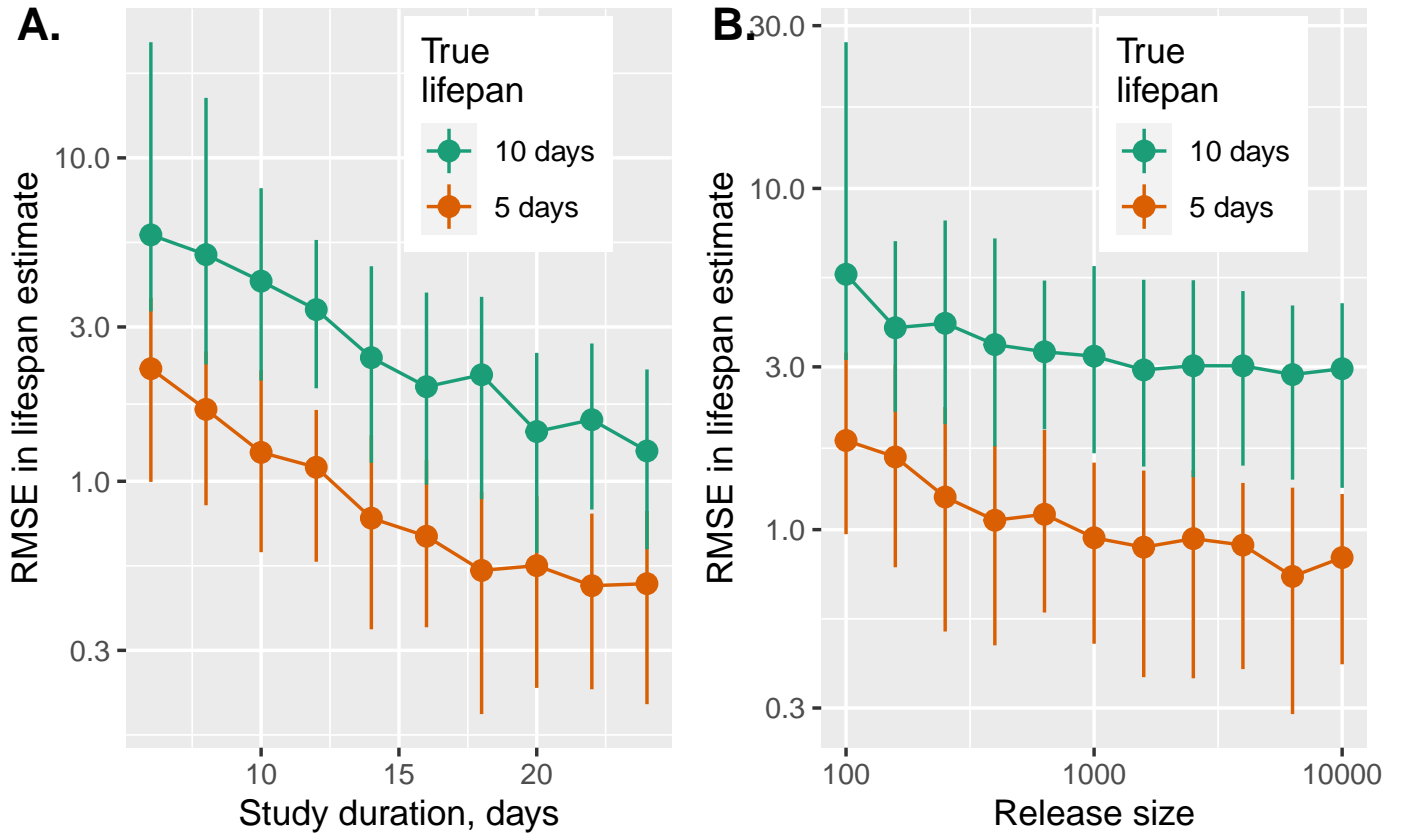 A.
True
lifepan
10 days
5 days
10.0
3.0
1.0
0.3
RMSE in lifespan estimate
10
15
20
Study duration, days
B.
True
lifepan
10 days
5 days
30.0
10.0
3.0
1.0
0.3
RMSE in lifespan estimate
100
1000
10000
Release size